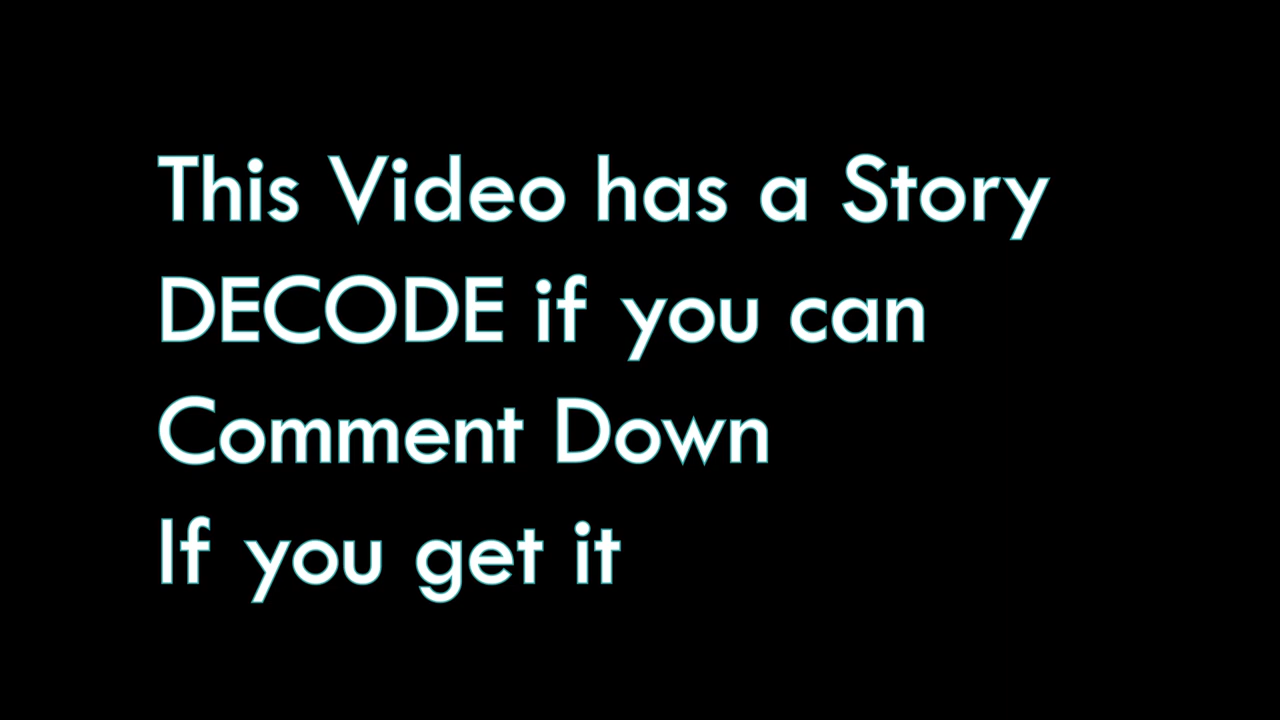 This Video has a Story
DECODE if you can
Comment Down
If you get it